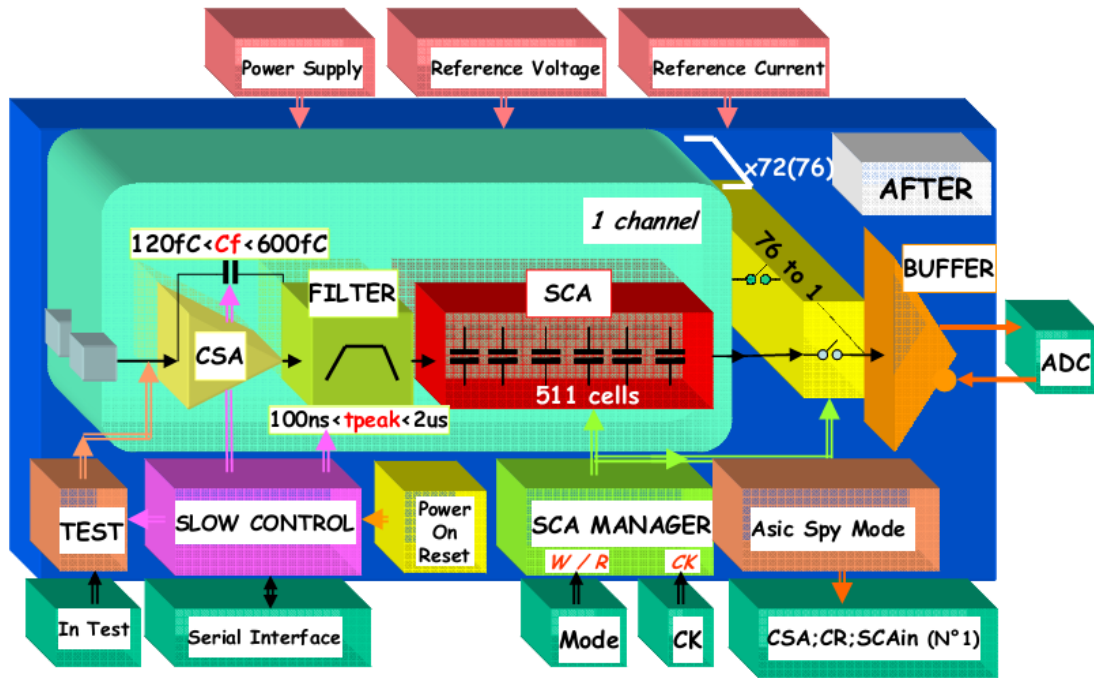 Power Supply
Reference Voltage
Reference Current
x72(76)
AFTER
1 channel
120fC<Cf<600fC
FILTER
SCA
76 to 1
BUFFER
CSA
ADC
511 cells
100ns<tpeak<2us
TEST
SLOW CONTROL
Power
On
Reset
SCA MANAGER
W / R
CK
Asic Spy Mode
In Test
Serial Interface
Mode
CK
CSA;CR;SCAin (N°1)